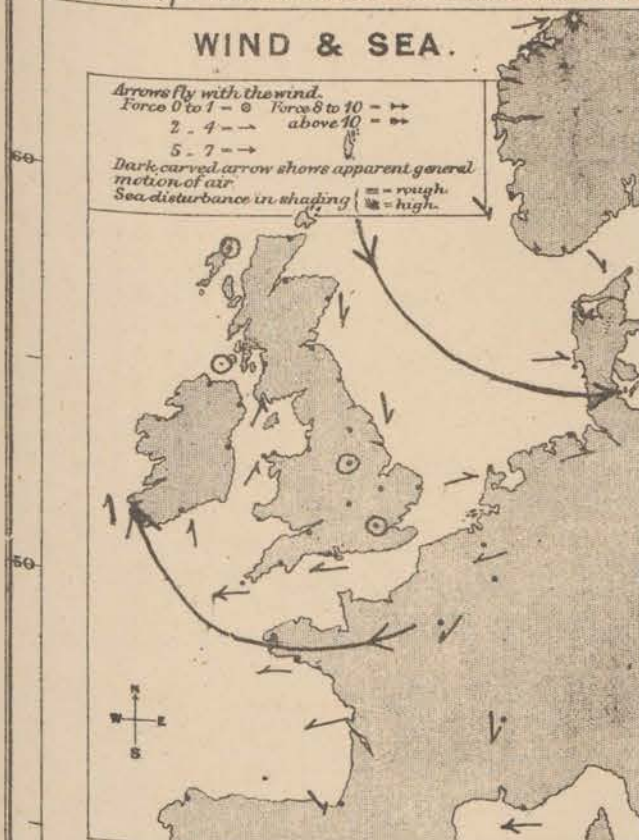 WIND & SEA.
Arrows fly with the wind.
Force 0 to 1 = ⊙ Force 8 to 10 =
2 - 4 = → above 10 =
5 - 7 = →
Dark carved arrow shows apparent general
motion of air
Sea disturbance in shading { = rough
= high.
60
50
N
W E
S